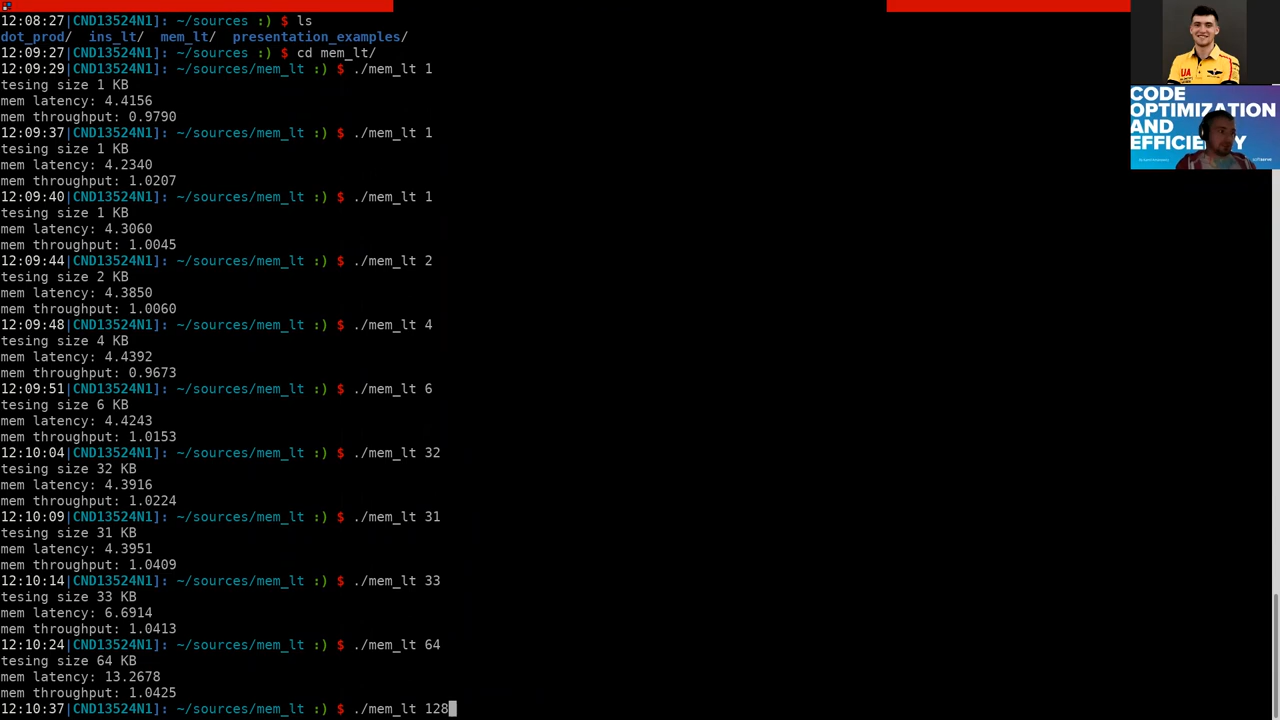 12:08:27|CND13524N1]: ~/sources :) $ ls
dot_prod/  ins_lt/  mem_lt/  presentation_examples/
12:09:27|CND13524N1]: ~/sources :) $ cd mem_lt/
12:09:29|CND13524N1]: ~/sources/mem_lt :) $ ./mem_lt 1
tesing size 1 KB
mem latency: 4.4156
mem throughput: 0.9790
12:09:37|CND13524N1]: ~/sources/mem_lt :) $ ./mem_lt 1
tesing size 1 KB
mem latency: 4.2340
mem throughput: 1.0207
12:09:40|CND13524N1]: ~/sources/mem_lt :) $ ./mem_lt 1
tesing size 1 KB
mem latency: 4.3060
mem throughput: 1.0045
12:09:44|CND13524N1]: ~/sources/mem_lt :) $ ./mem_lt 2
tesing size 2 KB
mem latency: 4.3850
mem throughput: 1.0060
12:09:48|CND13524N1]: ~/sources/mem_lt :) $ ./mem_lt 4
tesing size 4 KB
mem latency: 4.4392
mem throughput: 0.9673
12:09:51|CND13524N1]: ~/sources/mem_lt :) $ ./mem_lt 6
tesing size 6 KB
mem latency: 4.4243
mem throughput: 1.0153
12:10:04|CND13524N1]: ~/sources/mem_lt :) $ ./mem_lt 32
tesing size 32 KB
mem latency: 4.3916
mem throughput: 1.0224
12:10:09|CND13524N1]: ~/sources/mem_lt :) $ ./mem_lt 31
tesing size 31 KB
mem latency: 4.3951
mem throughput: 1.0409
12:10:14|CND13524N1]: ~/sources/mem_lt :) $ ./mem_lt 33
tesing size 33 KB
mem latency: 6.6914
mem throughput: 1.0413
12:10:24|CND13524N1]: ~/sources/mem_lt :) $ ./mem_lt 64
tesing size 64 KB
mem latency: 13.2678
mem throughput: 1.0425
12:10:37|CND13524N1]: ~/sources/mem_lt :) $ ./mem_lt 128
UA
CODE
OPTIMIZATION
AND